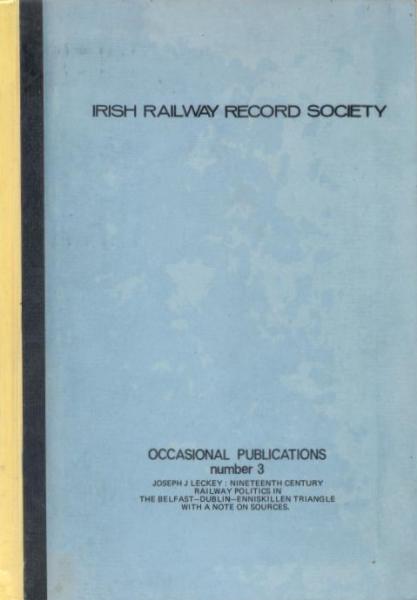 IRISH RAILWAY RECORD SOCIETY
OCCASIONAL PUBLICATIONS
number 3
JOSEPH J LECKEY : NINETEENTH CENTURY
RAILWAY POLITICS IN
THE BELFAST—DUBLIN—ENNISKILLEN TRIANGLE
WITH A NOTE ON SOURCES.